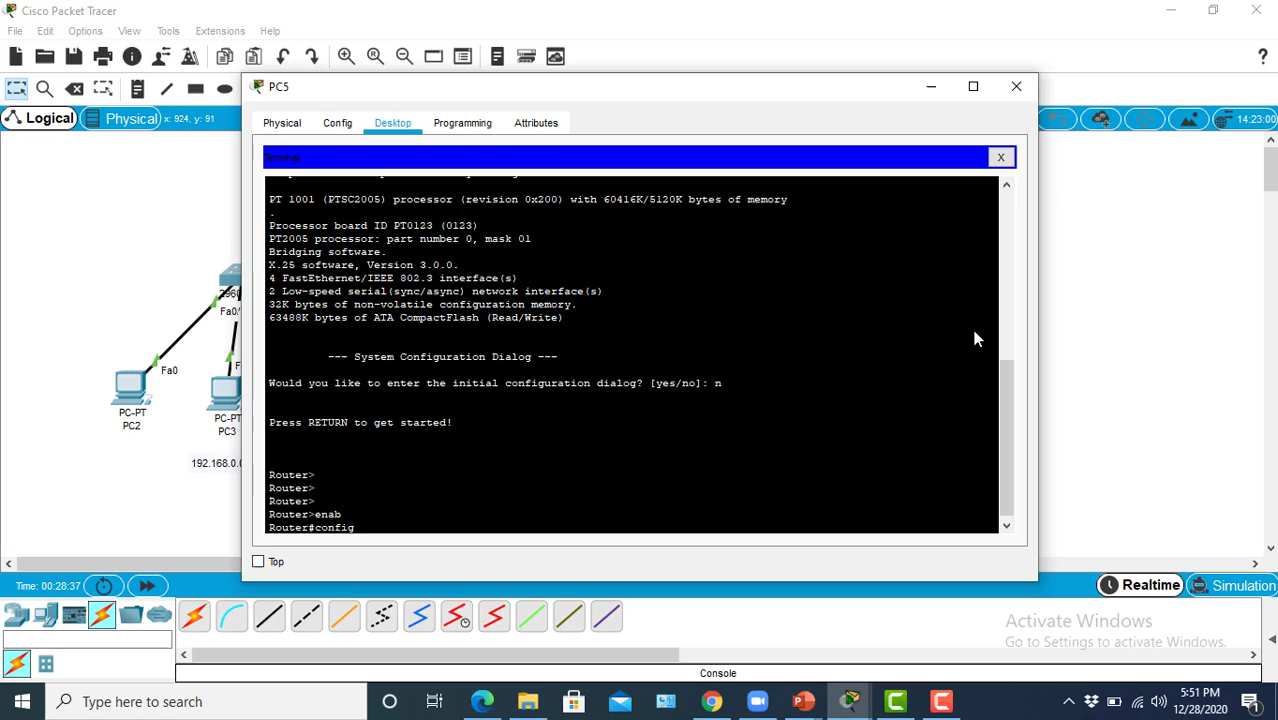 Cisco Packet Tracer
File Edit Options View Tools Extensions Help
Logical Physical x: 924, y: 91 14:23:00
PC5
Physical Config Desktop Programming Attributes
Terminal
X
PT 1001 (PTSC2005) processor (revision 0x200) with 60416K/5120K bytes of memory
.
Processor board ID PT0123 (0123)
PT2005 processor: part number 0, mask 01
Bridging software.
X.25 software, Version 3.0.0.
4 FastEthernet/IEEE 802.3 interface(s)
2 Low-speed serial(sync/async) network interface(s)
32K bytes of non-volatile configuration memory.
63488K bytes of ATA CompactFlash (Read/Write)
--- System Configuration Dialog ---
Would you like to enter the initial configuration dialog? [yes/no]: n
Press RETURN to get started!
Router>
Router>
Router>
Router>enab
Router#config
Top
2960
Fa0/
Fa0
PC-PT
PC2
PC-PT
PC3
192.168.0.0
Time: 00:28:37
Realtime Simulation
Activate Windows
Go to Settings to activate Windows.
Console
Type here to search
5:51 PM
12/28/2020